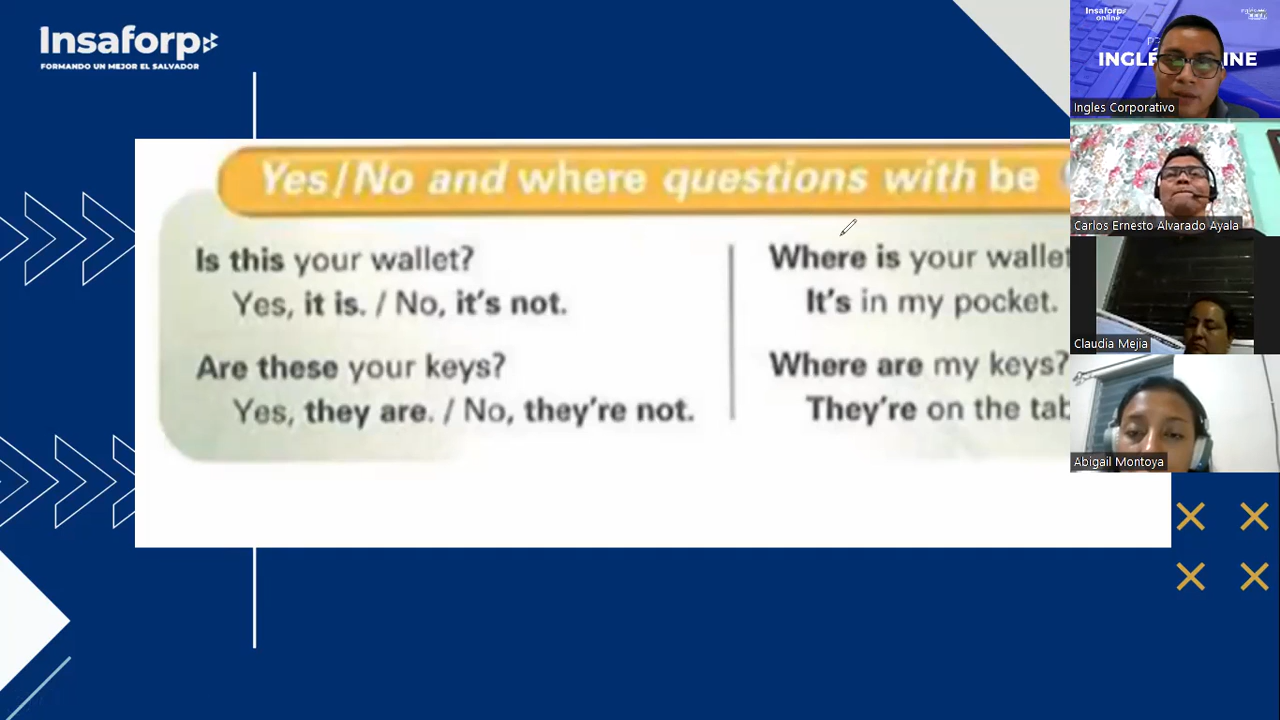 Insaforp
FORMANDO UN MEJOR EL SALVADOR
Yes/No and where questions with be
Is this your wallet?
Yes, it is. / No, it's not.
Are these your keys?
Yes, they are. / No, they're not.
Where is your
It's in my pocket.
Where are my keys?
They're on the
Insaforp
online
Ingles Corporativo
Carlos Ernesto Alvarado Ayala
Claudia Mejia
Abigail Montoya